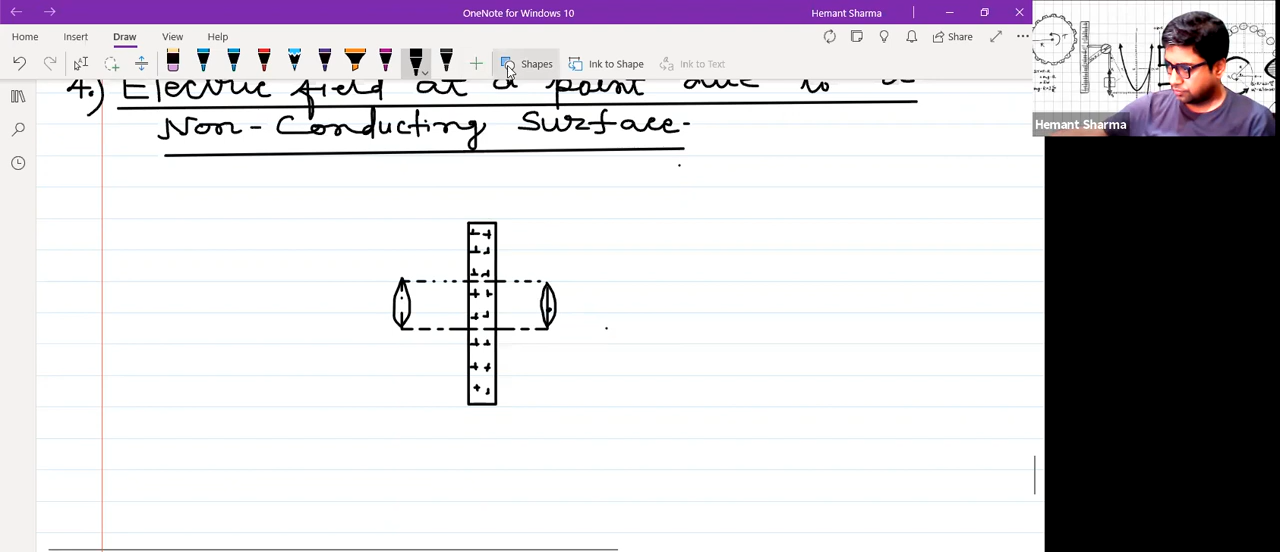 OneNote for Windows 10
Hemant Sharma
Home Insert Draw View Help
Share
Shapes Ink to Shape Ink to Text
4.) Electric field at a point due to a
Non-Conducting Surface-
Hemant Sharma